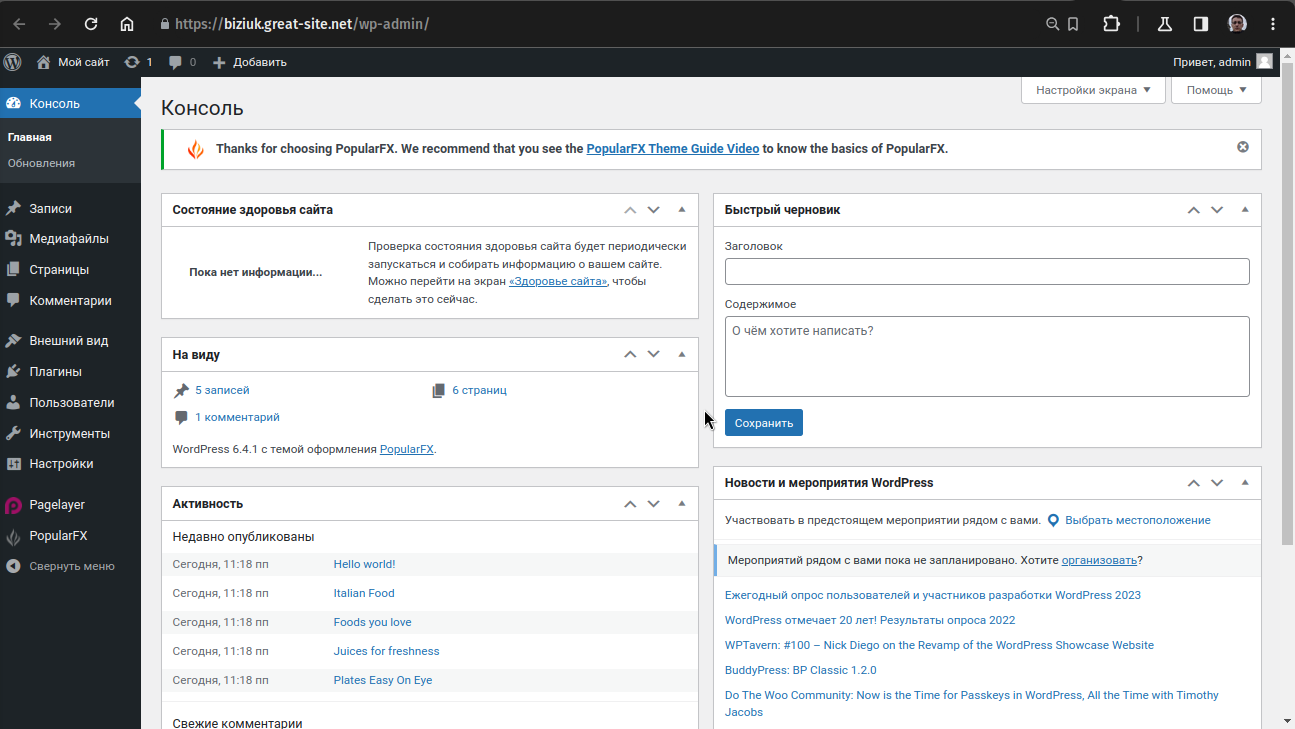 https://biziuk.great-site.net/wp-admin/
Мой сайт 1 0 Добавить
Привет, admin
Консоль
Главная
Обновления
Записи
Медиафайлы
Страницы
Комментарии
Внешний вид
Плагины
Пользователи
Инструменты
Настройки
Pagelayer
PopularFX
Свернуть меню
Настройки экрана
Помощь
Консоль
Thanks for choosing PopularFX. We recommend that you see the PopularFX Theme Guide Video to know the basics of PopularFX.
Состояние здоровья сайта
Пока нет информации...
Проверка состояния здоровья сайта будет периодически
запускаться и собирать информацию о вашем сайте.
Можно перейти на экран «Здоровье сайта», чтобы
сделать это сейчас.
На виду
5 записей
6 страниц
1 комментарий
WordPress 6.4.1 с темой оформления PopularFX.
Активность
Недавно опубликованы
Сегодня, 11:18 пп Hello world!
Сегодня, 11:18 пп Italian Food
Сегодня, 11:18 пп Foods you love
Сегодня, 11:18 пп Juices for freshness
Сегодня, 11:18 пп Plates Easy On Eye
Свежие комментарии
Быстрый черновик
Заголовок
Содержимое
О чём хотите написать?
Сохранить
Новости и мероприятия WordPress
Участвовать в предстоящем мероприятии рядом с вами. Выбрать местоположение
Мероприятий рядом с вами пока не запланировано. Хотите организовать?
Ежегодный опрос пользователей и участников разработки WordPress 2023
WordPress отмечает 20 лет! Результаты опроса 2022
WPTavern: #100 – Nick Diego on the Revamp of the WordPress Showcase Website
BuddyPress: BP Classic 1.2.0
Do The Woo Community: Now is the Time for Passkeys in WordPress, All the Time with Timothy
Jacobs